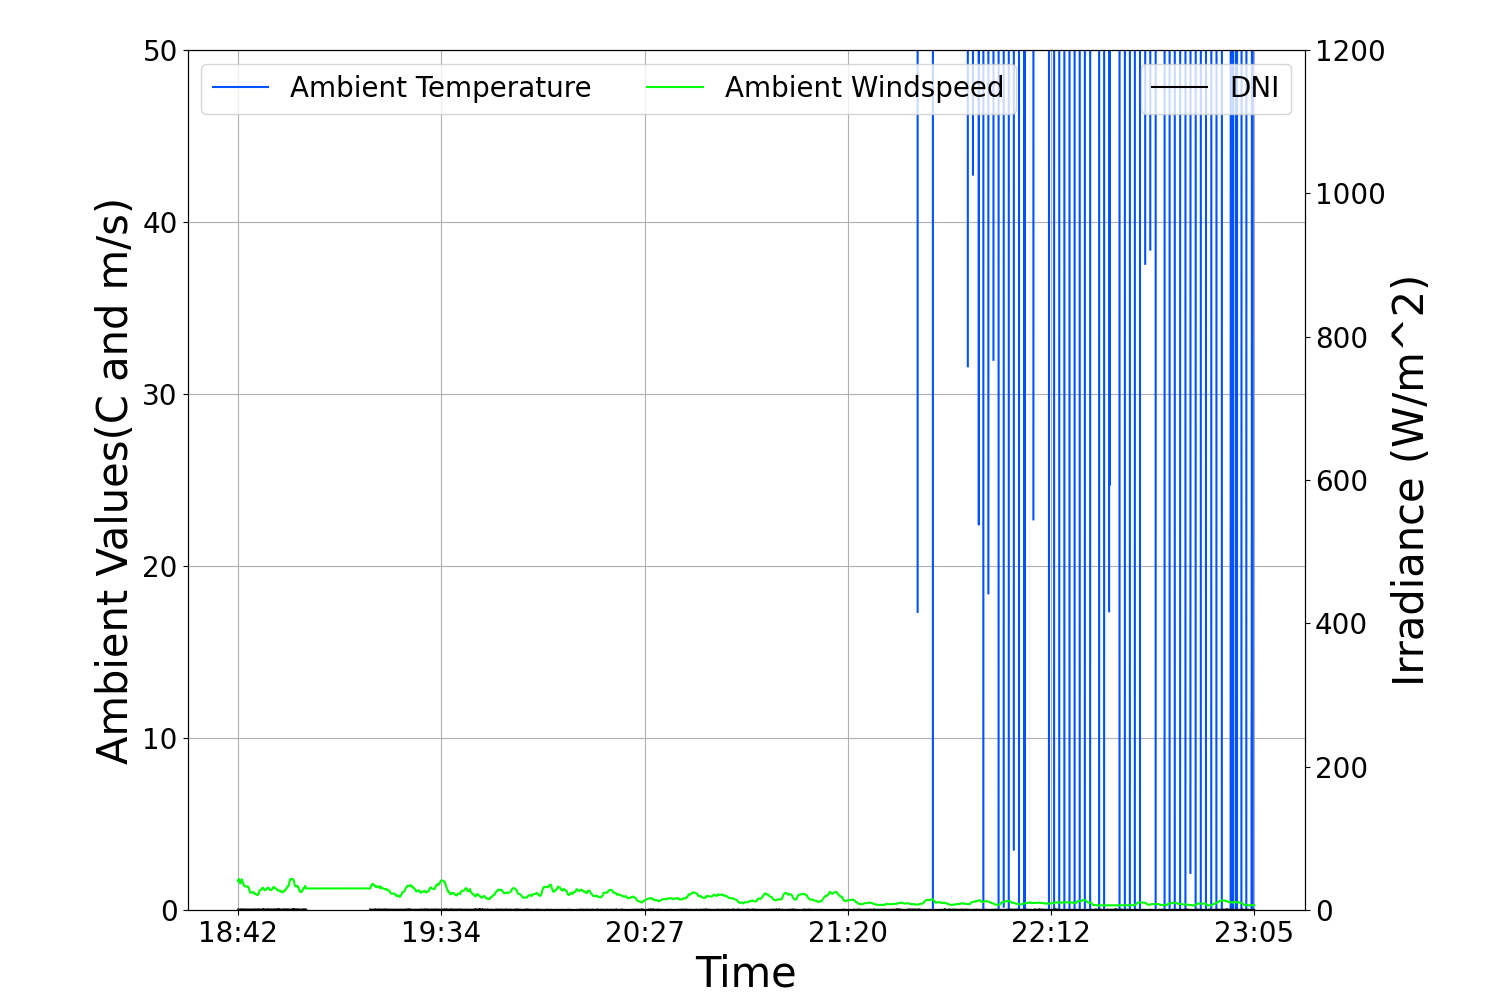 Ambient Temperature Ambient Windspeed DNI
50
40
30
20
10
0
Ambient Values(C and m/s)
1200
1000
800
600
400
200
0
Irradiance (W/m^2)
18:42 19:34 20:27 21:20 22:12 23:05
Time